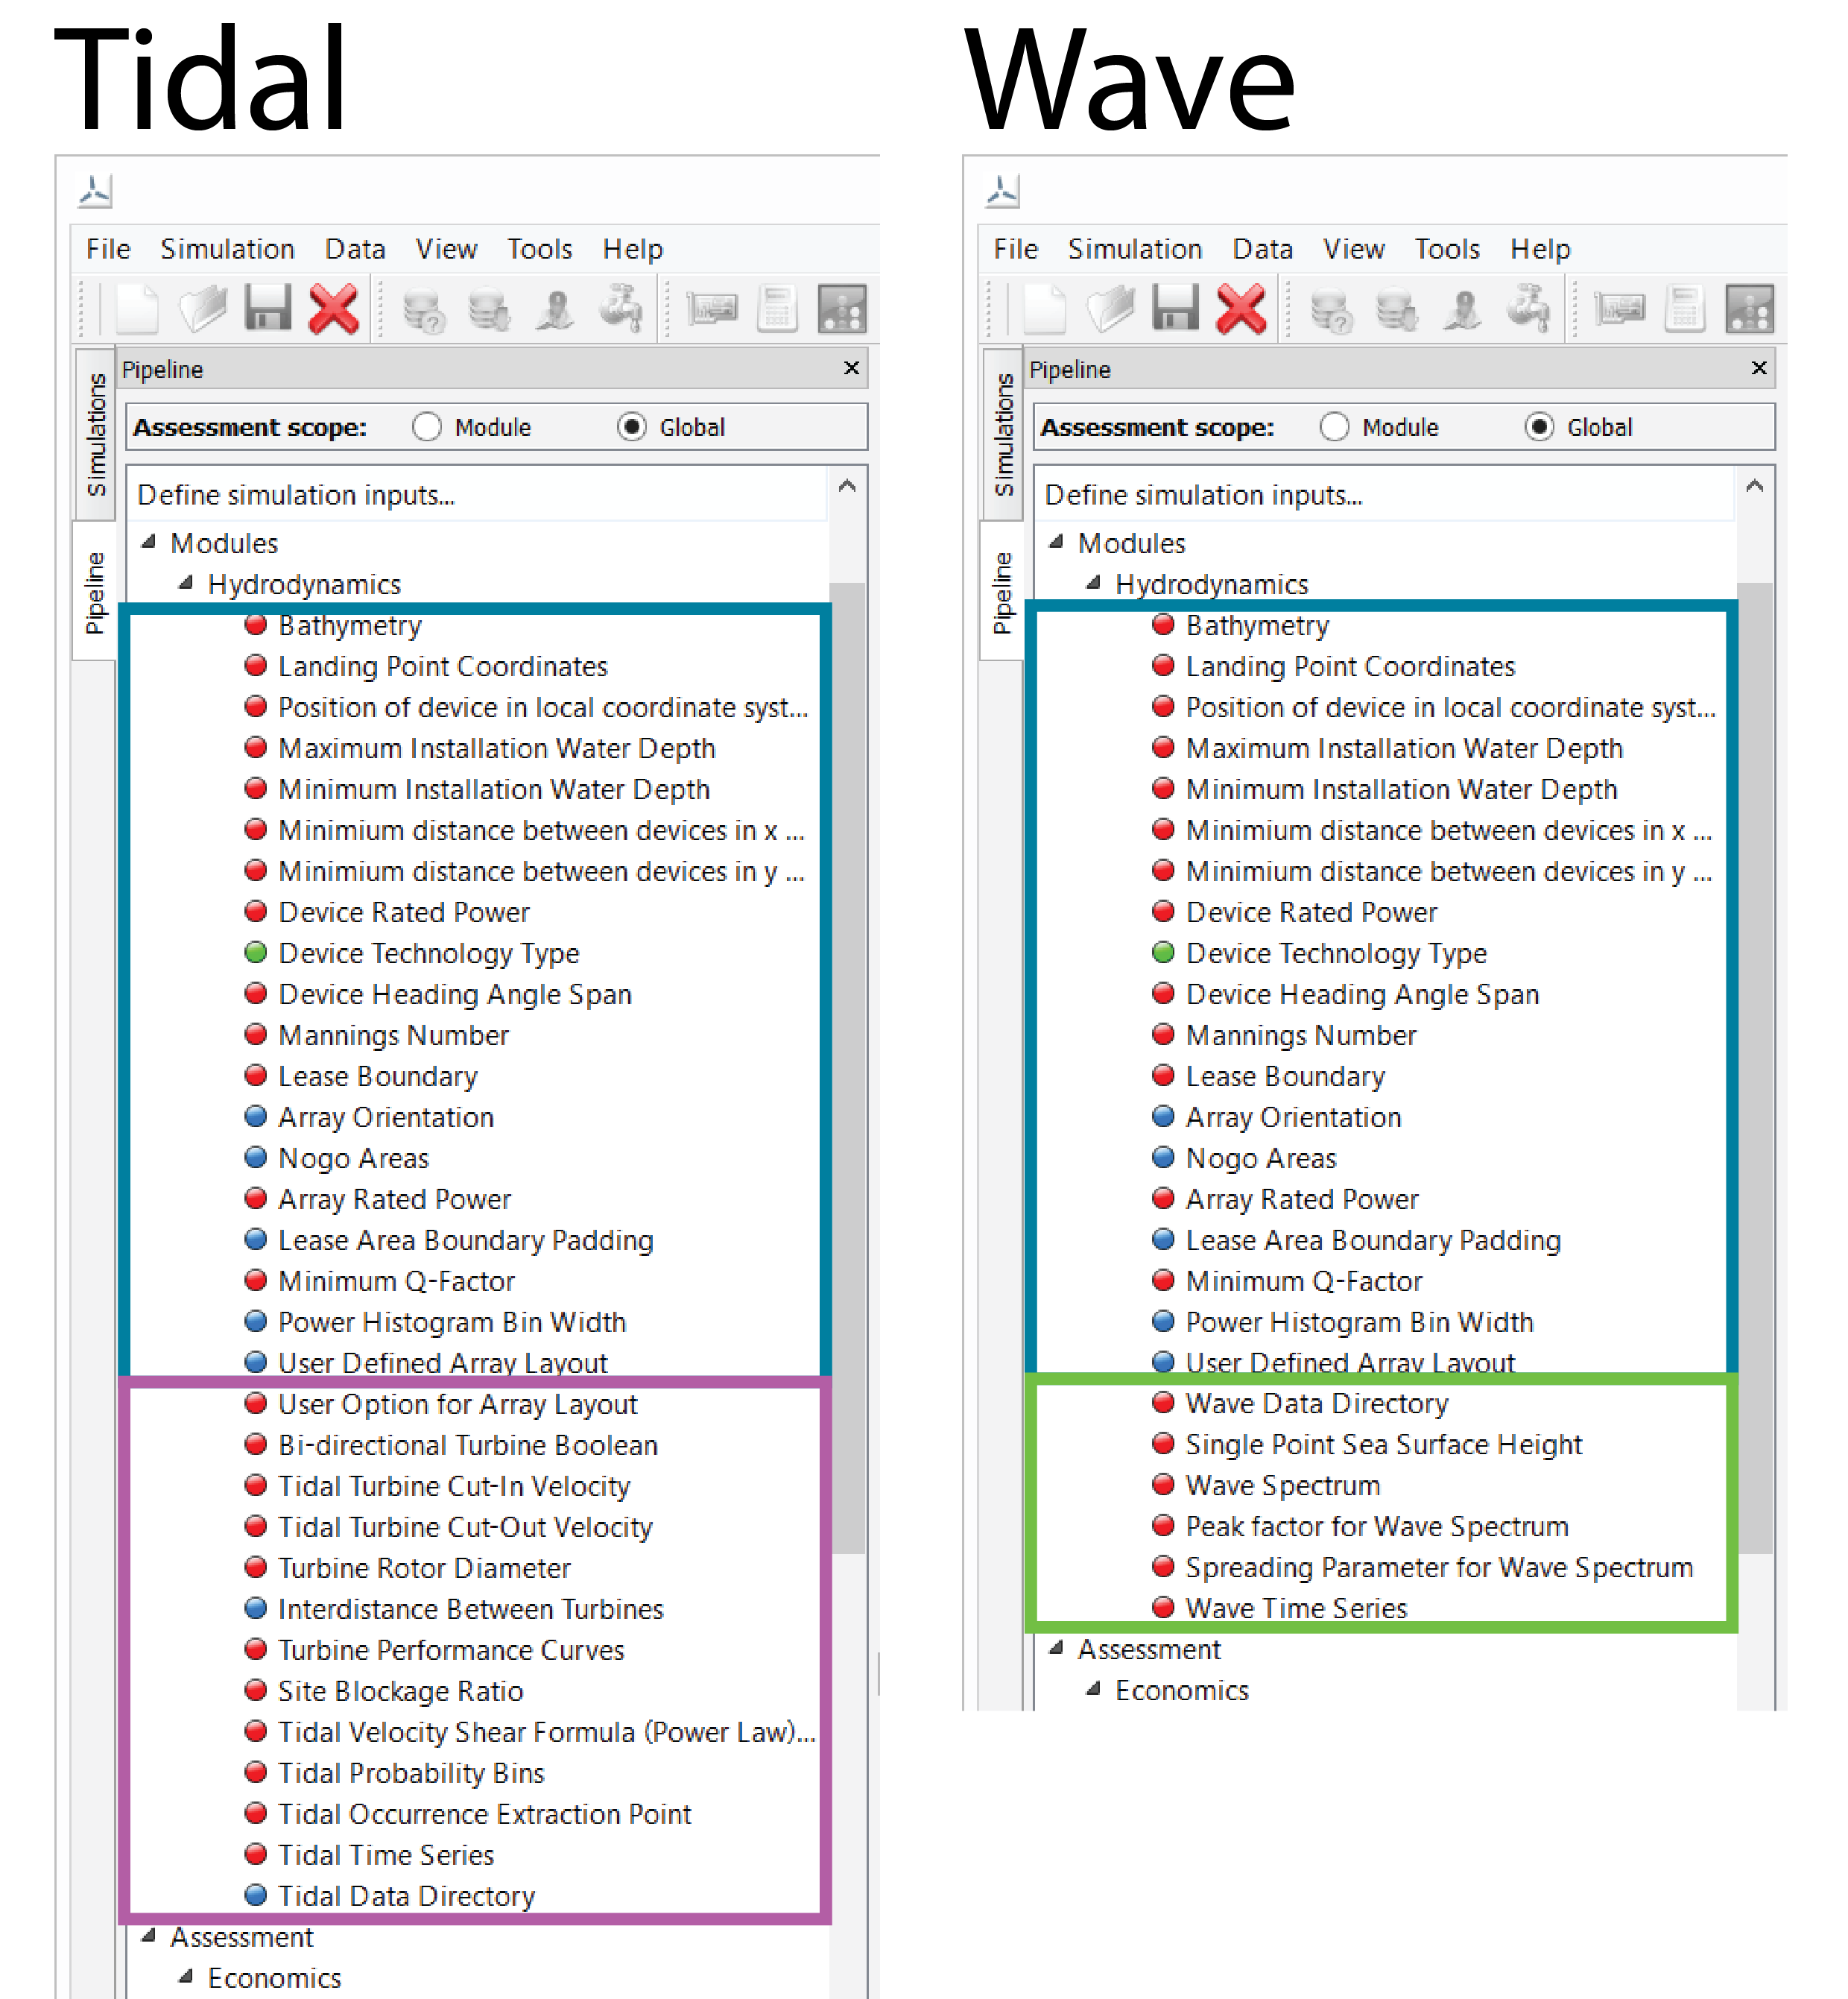 Tidal
File Simulation Data View Tools Help
Simulations
Pipeline
Pipeline
Assessment scope: Module Global
Define simulation inputs...
Modules
Hydrodynamics
Bathymetry
Landing Point Coordinates
Position of device in local coordinate syst...
Maximum Installation Water Depth
Minimum Installation Water Depth
Minimium distance between devices in x ...
Minimium distance between devices in y ...
Device Rated Power
Device Technology Type
Device Heading Angle Span
Mannings Number
Lease Boundary
Array Orientation
Nogo Areas
Array Rated Power
Lease Area Boundary Padding
Minimum Q-Factor
Power Histogram Bin Width
User Defined Array Layout
User Option for Array Layout
Bi-directional Turbine Boolean
Tidal Turbine Cut-In Velocity
Tidal Turbine Cut-Out Velocity
Turbine Rotor Diameter
Interdistance Between Turbines
Turbine Performance Curves
Site Blockage Ratio
Tidal Velocity Shear Formula (Power Law)...
Tidal Probability Bins
Tidal Occurrence Extraction Point
Tidal Time Series
Tidal Data Directory
Assessment
Economics
Wave
File Simulation Data View Tools Help
Simulations
Pipeline
Pipeline
Assessment scope: Module Global
Define simulation inputs...
Modules
Hydrodynamics
Bathymetry
Landing Point Coordinates
Position of device in local coordinate syst...
Maximum Installation Water Depth
Minimum Installation Water Depth
Minimium distance between devices in x ...
Minimium distance between devices in y ...
Device Rated Power
Device Technology Type
Device Heading Angle Span
Mannings Number
Lease Boundary
Array Orientation
Nogo Areas
Array Rated Power
Lease Area Boundary Padding
Minimum Q-Factor
Power Histogram Bin Width
User Defined Array Layout
Wave Data Directory
Single Point Sea Surface Height
Wave Spectrum
Peak factor for Wave Spectrum
Spreading Parameter for Wave Spectrum
Wave Time Series
Assessment
Economics